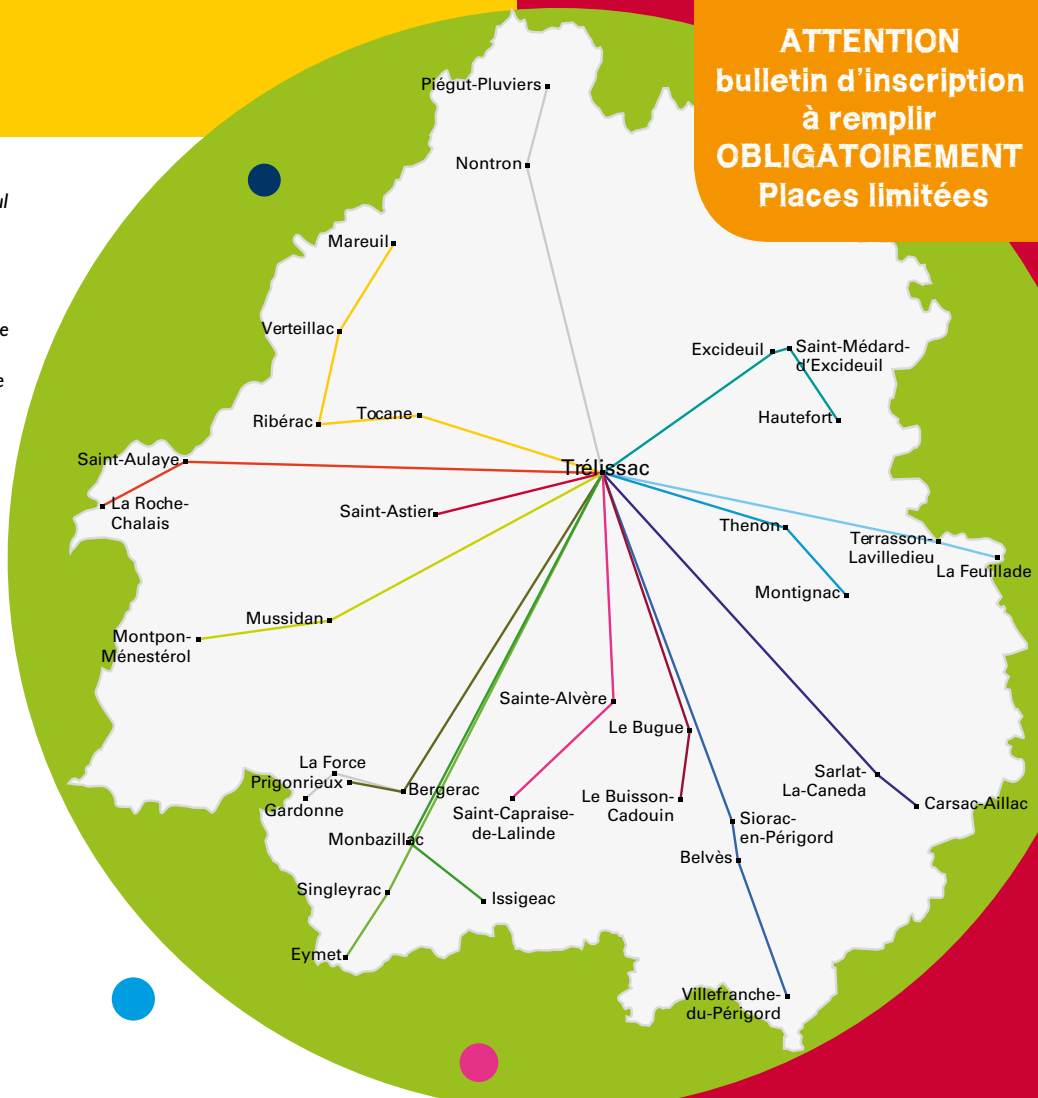 ATTENTION
bulletin d'inscription
à remplir
OBLIGATOIREMENT
Places limitées
Piégut-Pluviers
Nontron
ul
Mareuil
e
Verteillac
e
Excideuil
Saint-Médard-
d'Excideuil
Ribérac
Tocane
Hautefort
Saint-Aulaye
Trélissac
La Roche-
Chalais
Saint-Astier
Thenon
Terrasson-
Lavilledieu
La Feuillade
Montignac
Mussidan
Montpon-
Ménestérol
Sainte-Alvère
Le Bugue
La Force
Prigonrieux
Gardonne
Bergerac
Saint-Capraise-
de-Lalinde
Le Buisson-
Cadouin
Sarlat-
La-Caneda
Carsac-Aillac
Siorac-
en-Périgord
Monbazillac
Belvès
Singleyrac
Issigeac
Eymet
Villefranche-
du-Périgord